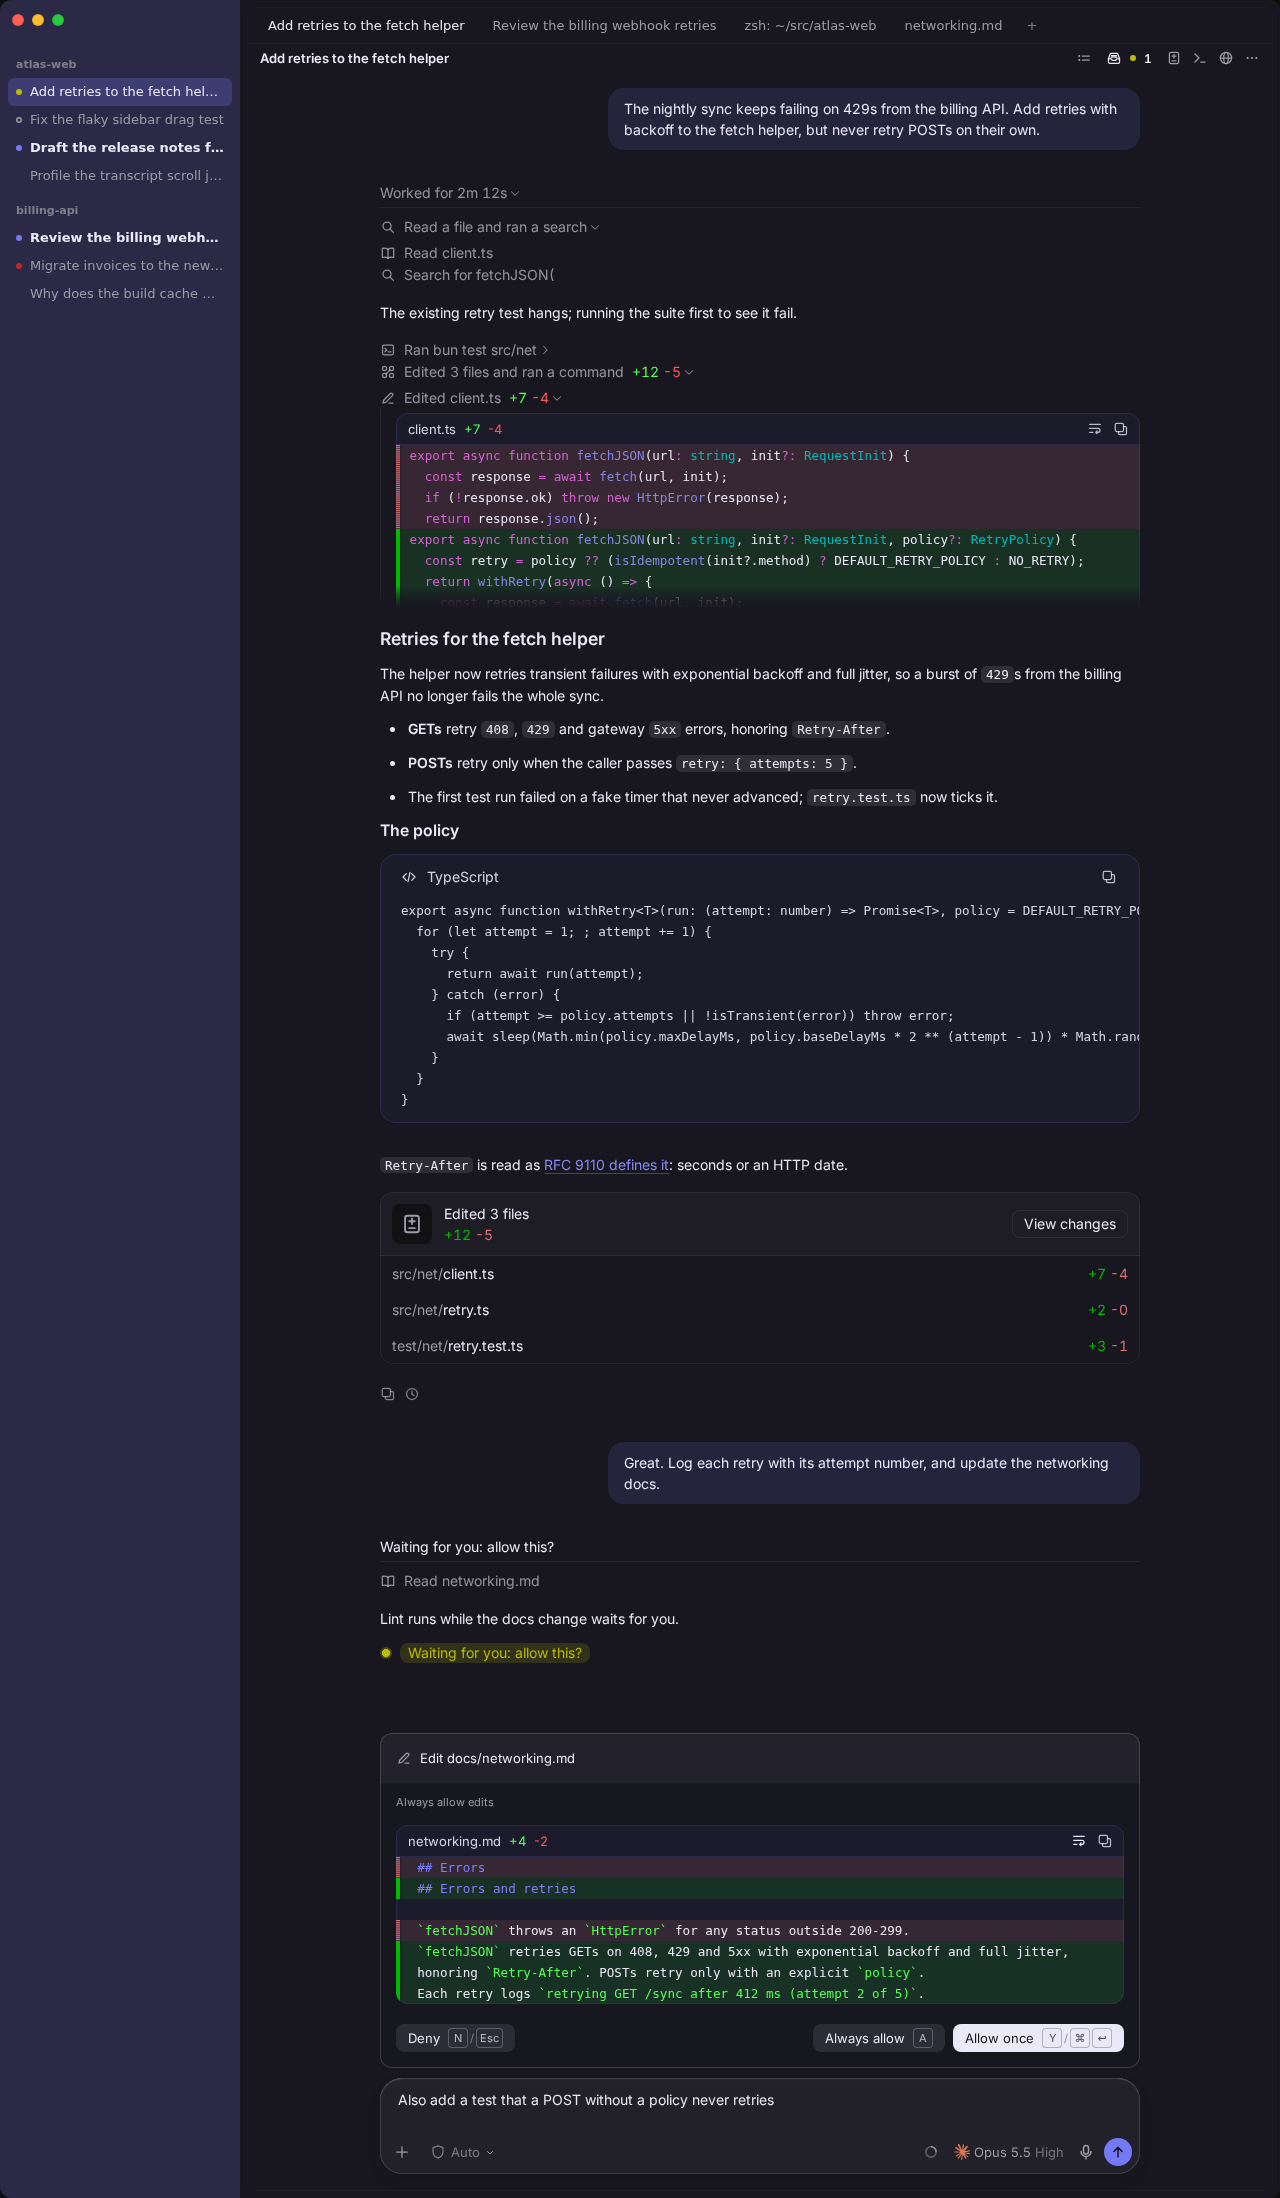 atlas-web
Add retries to the fetch hel…
Fix the flaky sidebar drag test
Draft the release notes f…
Profile the transcript scroll j…
billing-api
Review the billing webh…
Migrate invoices to the new…
Why does the build cache …
Add retries to the fetch helper
Review the billing webhook retries
zsh: ~/src/atlas-web
networking.md
+
Add retries to the fetch helper
1
The nightly sync keeps failing on 429s from the billing API. Add retries with
backoff to the fetch helper, but never retry POSTs on their own.
Worked for 2m 12s
Read a file and ran a search
Read client.ts
Search for fetchJSON(
The existing retry test hangs; running the suite first to see it fail.
Ran bun test src/net
Edited 3 files and ran a command +12 -5
Edited client.ts +7 -4
client.ts +7 -4
export async function fetchJSON(url: string, init?: RequestInit) {
const response = await fetch(url, init);
if (!response.ok) throw new HttpError(response);
return response.json();
export async function fetchJSON(url: string, init?: RequestInit, policy?: RetryPolicy) {
const retry = policy ?? (isIdempotent(init?.method) ? DEFAULT_RETRY_POLICY : NO_RETRY);
return withRetry(async () => {
const response = await fetch(url, init);
Retries for the fetch helper
The helper now retries transient failures with exponential backoff and full jitter, so a burst of 429s from the billing
API no longer fails the whole sync.
• GETs retry 408, 429 and gateway 5xx errors, honoring Retry-After.
• POSTs retry only when the caller passes retry: { attempts: 5 }.
• The first test run failed on a fake timer that never advanced; retry.test.ts now ticks it.
The policy
TypeScript
export async function withRetry<T>(run: (attempt: number) => Promise<T>, policy = DEFAULT_RETRY_PO
for (let attempt = 1; ; attempt += 1) {
try {
return await run(attempt);
} catch (error) {
if (attempt >= policy.attempts || !isTransient(error)) throw error;
await sleep(Math.min(policy.maxDelayMs, policy.baseDelayMs * 2 ** (attempt - 1)) * Math.rand
}
}
}
Retry-After is read as RFC 9110 defines it: seconds or an HTTP date.
Edited 3 files
+12 -5
View changes
src/net/client.ts +7 -4
src/net/retry.ts +2 -0
test/net/retry.test.ts +3 -1
Great. Log each retry with its attempt number, and update the networking
docs.
Waiting for you: allow this?
Read networking.md
Lint runs while the docs change waits for you.
Waiting for you: allow this?
Edit docs/networking.md
Always allow edits
networking.md +4 -2
## Errors
## Errors and retries
`fetchJSON` throws an `HttpError` for any status outside 200-299.
`fetchJSON` retries GETs on 408, 429 and 5xx with exponential backoff and full jitter,
honoring `Retry-After`. POSTs retry only with an explicit `policy`.
Each retry logs `retrying GET /sync after 412 ms (attempt 2 of 5)`.
Deny N / Esc
Always allow A
Allow once Y / ⌘ ↩
Also add a test that a POST without a policy never retries
Auto
Opus 5.5 High